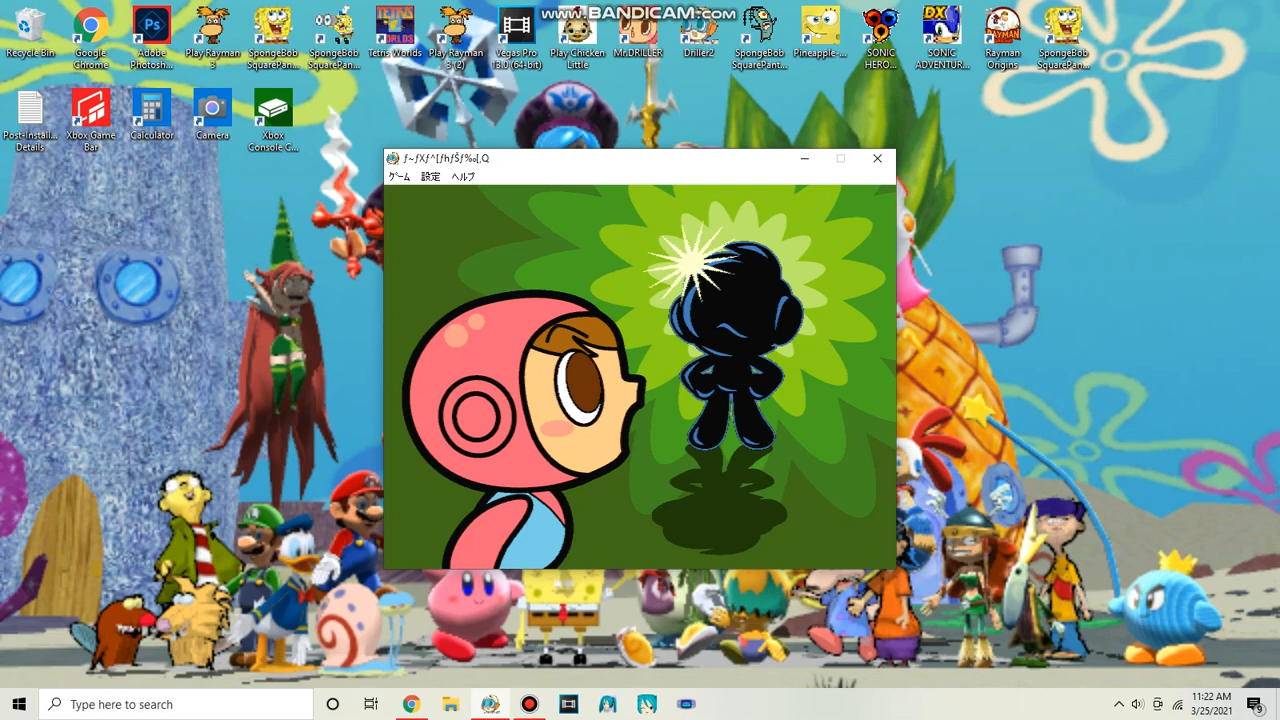 www.BANDICAM.com
Recycle Bin
Google
Chrome
Adobe
Photosh...
Play Rayman
3
SpongeBob
SquarePan...
SpongeBob
SquarePan...
Tetris Worlds
Play Rayman
3 (2)
Vegas Pro
13.0 (64-bit)
Play Chicken
Little
Mr.DRILLER
Driller2
SpongeBob
SquarePant...
Pineapple-...
SONIC
HERO...
SONIC
ADVENTUR...
Rayman
Origins
SpongeBob
SquarePan...
Post-Install...
Details
Xbox Game
Bar
Calculator
Camera
Xbox
Console C...
ƒ~ƒXƒ^[ƒhƒŠƒ‰[‚Q
ｹﾞｰﾑ 設定 ヘルプ
Type here to search
11:22 AM
3/25/2021